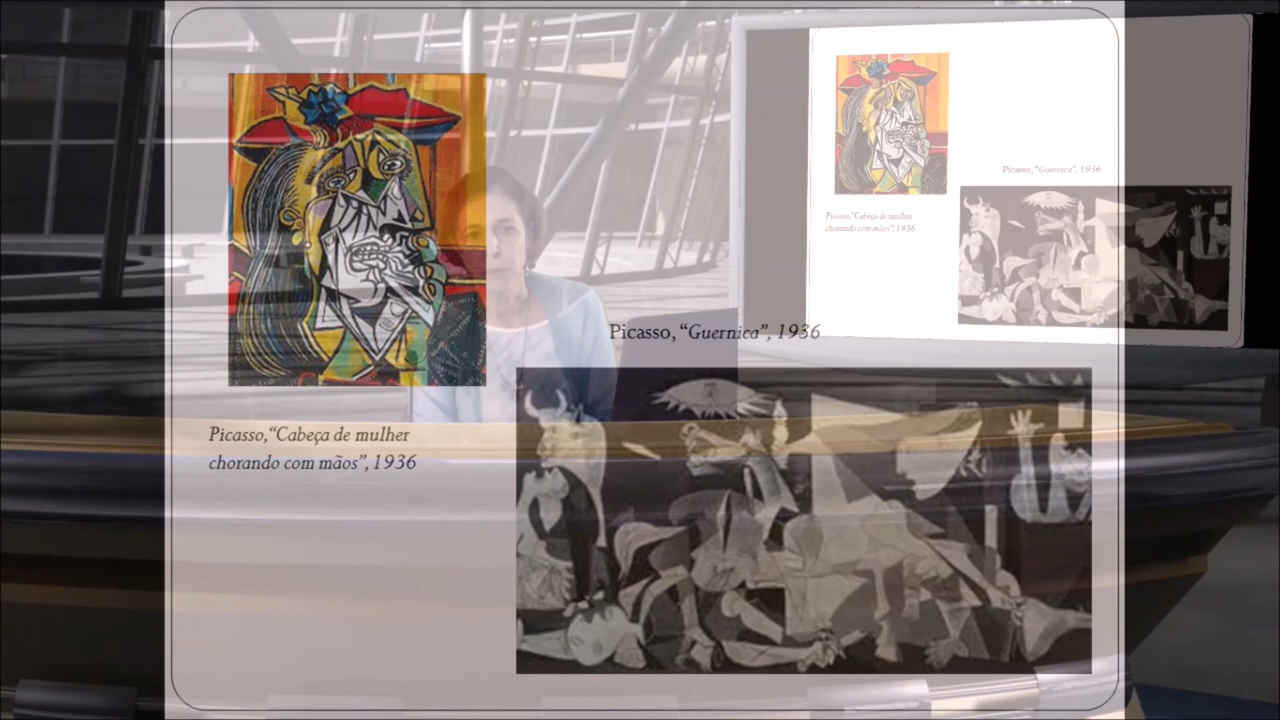 Picasso, “Guernica”, 1936
Picasso,“Cabeça de mulher
chorando com mãos”, 1936
Picasso, “Guernica”, 1936
Picasso,“Cabeça de mulher
chorando com mãos”, 1936